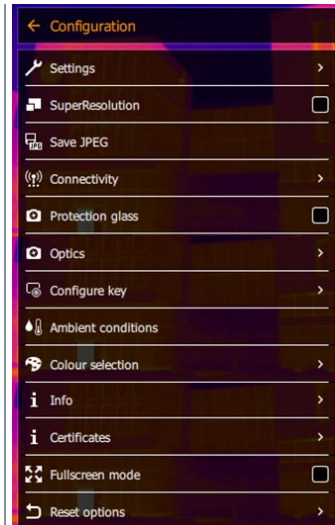 Configuration
Settings
SuperResolution
JPG Save JPEG
Connectivity
Protection glass
Optics
Configure key
Ambient conditions
Colour selection
i Info
i Certificates
Fullscreen mode
Reset options